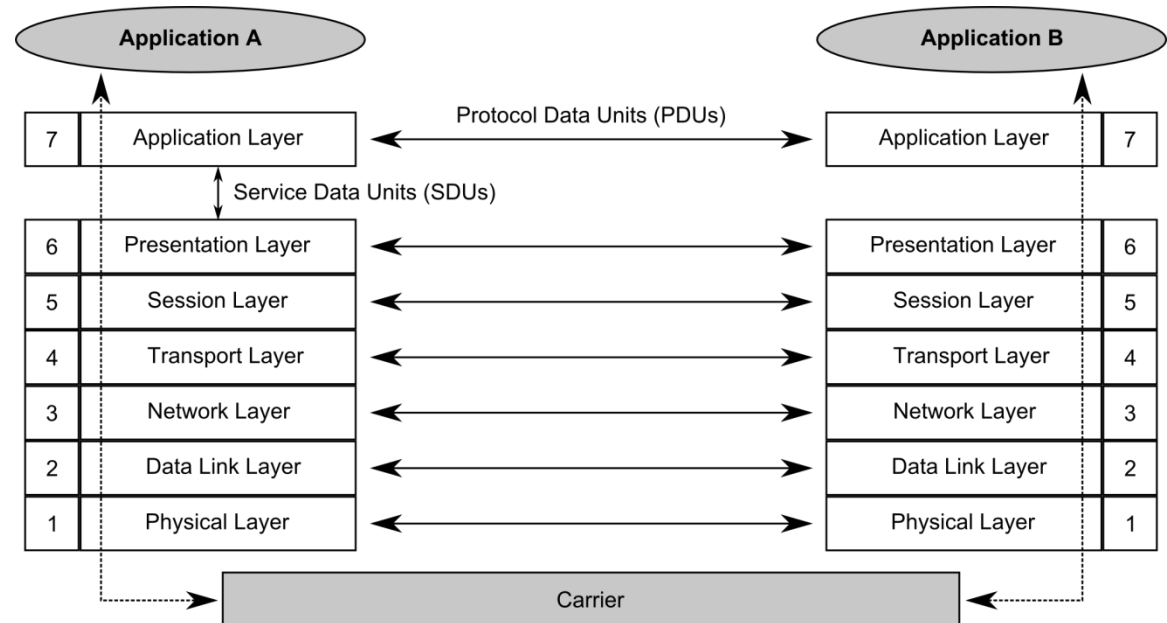 Application A
Application B
Protocol Data Units (PDUs)
7 Application Layer
Application Layer 7
Service Data Units (SDUs)
6 Presentation Layer
Presentation Layer 6
5 Session Layer
Session Layer 5
4 Transport Layer
Transport Layer 4
3 Network Layer
Network Layer 3
2 Data Link Layer
Data Link Layer 2
1 Physical Layer
Physical Layer 1
Carrier